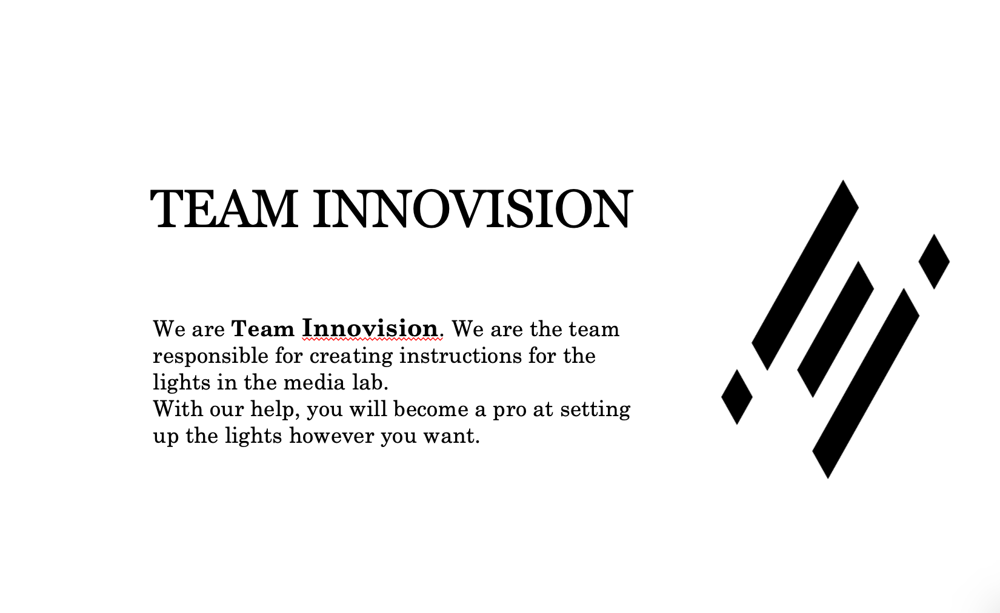 TEAM INNOVISION
We are Team Innovision. We are the team
responsible for creating instructions for the
lights in the media lab.
With our help, you will become a pro at setting
up the lights however you want.